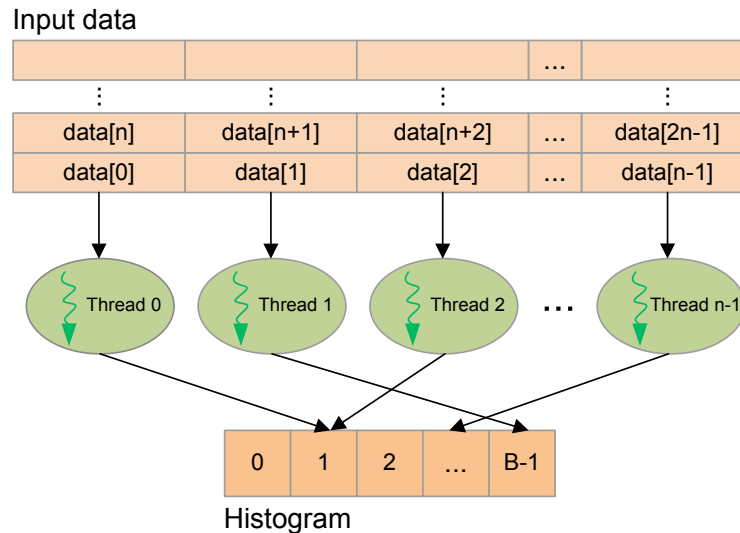 Input data
...
... ... ... ...
data[n] data[n+1] data[n+2] ... data[2n-1]
data[0] data[1] data[2] ... data[n-1]
Thread 0 Thread 1 Thread 2 ... Thread n-1
0 1 2 ... B-1
Histogram